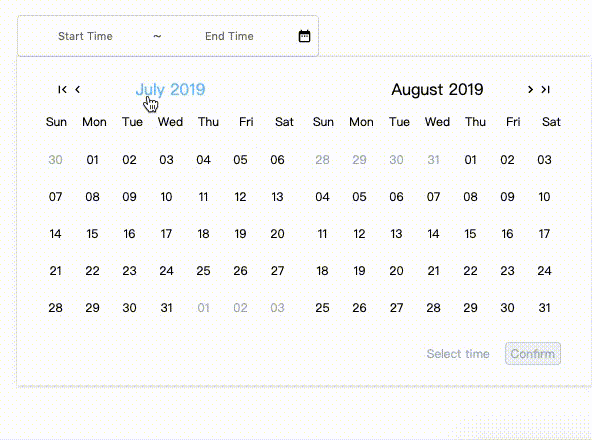 Start Time ~ End Time
July 2019 August 2019
Sun Mon Tue Wed Thu Fri Sat Sun Mon Tue Wed Thu Fri Sat
30 01 02 03 04 05 06 28 29 30 31 01 02 03
07 08 09 10 11 12 13 04 05 06 07 08 09 10
14 15 16 17 18 19 20 11 12 13 14 15 16 17
21 22 23 24 25 26 27 18 19 20 21 22 23 24
28 29 30 31 01 02 03 25 26 27 28 29 30 31
Select time Confirm